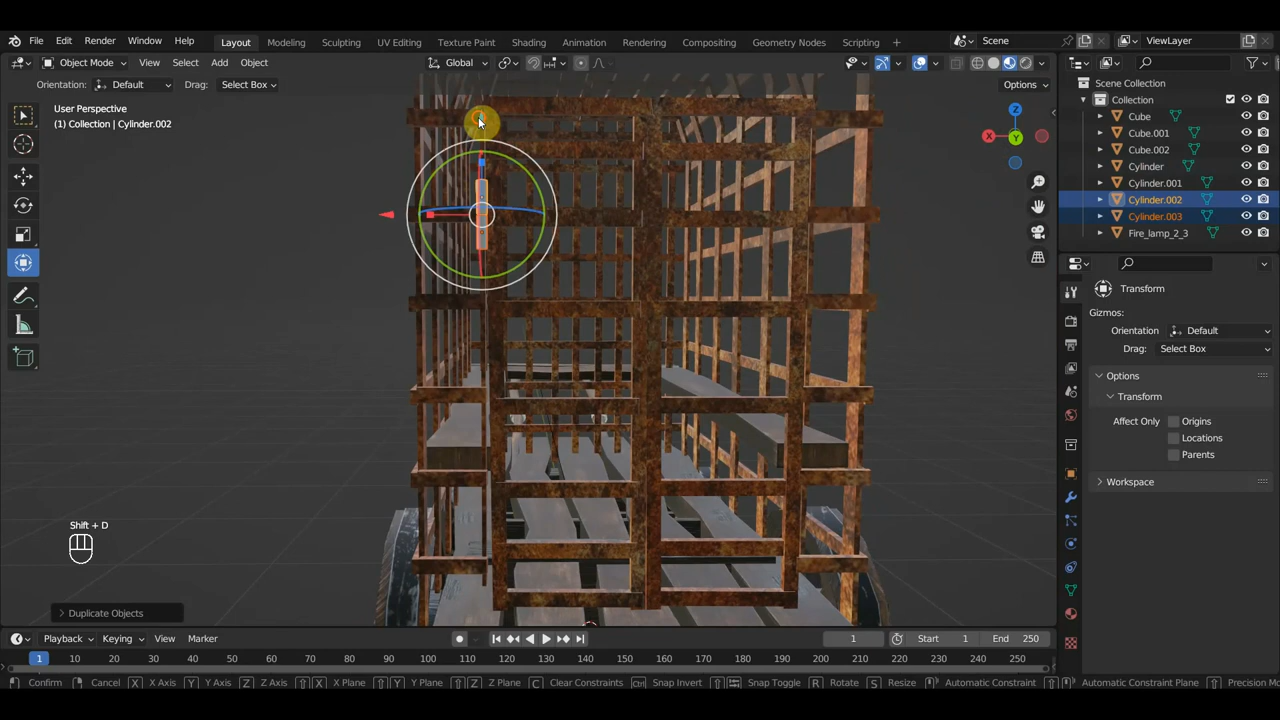 File Edit Render Window Help Layout Modeling Sculpting UV Editing Texture Paint Shading Animation Rendering Compositing Geometry Nodes Scripting + Scene ViewLayer
Object Mode View Select Add Object Global Options
Orientation: Default Drag: Select Box
User Perspective
(1) Collection | Cylinder.002
Z
X
Y
Scene Collection
Collection
Cube
Cube.001
Cube.002
Cylinder
Cylinder.001
Cylinder.002
Cylinder.003
Fire_lamp_2_3
Transform
Gizmos:
Orientation Default
Drag: Select Box
Options
Transform
Affect Only Origins
Locations
Parents
Workspace
Shift + D
Duplicate Objects
Playback Keying View Marker 1 Start 1 End 250
1 10 20 30 40 50 60 70 80 90 100 110 120 130 140 150 160 170 180 190 200 210 220 230 240 250
Confirm Cancel X X Axis Y Y Axis Z Z Axis X X Plane Y Y Plane Z Z Plane C Clear Constraints Ctrl Snap Invert Snap Toggle R Rotate S Resize Automatic Constraint Automatic Constraint Plane Precision Mo